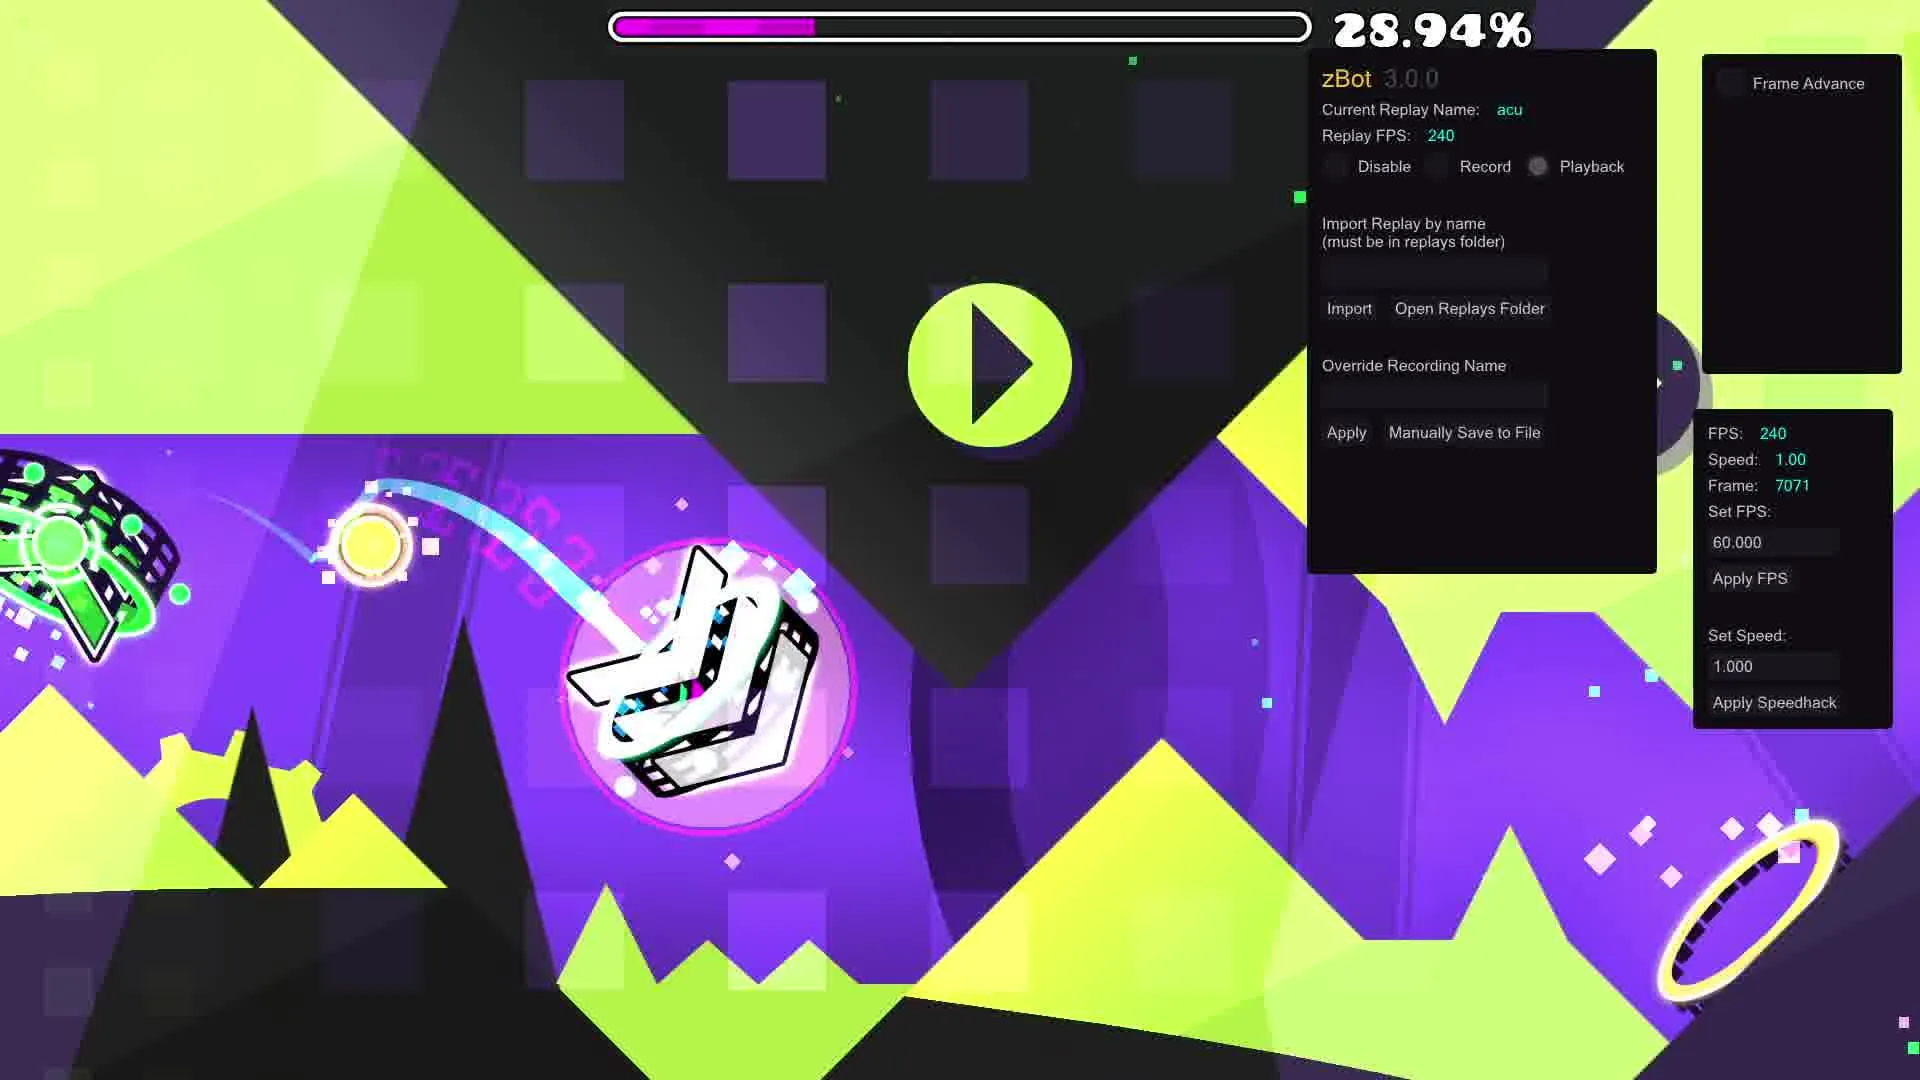 28.94%
zBot 3.0.0
Current Replay Name: acu
Replay FPS: 240
Disable Record Playback
Import Replay by name
(must be in replays folder)
Import Open Replays Folder
Override Recording Name
Apply Manually Save to File
Frame Advance
FPS: 240
Speed: 1.00
Frame: 7071
Set FPS:
60.000
Apply FPS
Set Speed:
1.000
Apply Speedhack